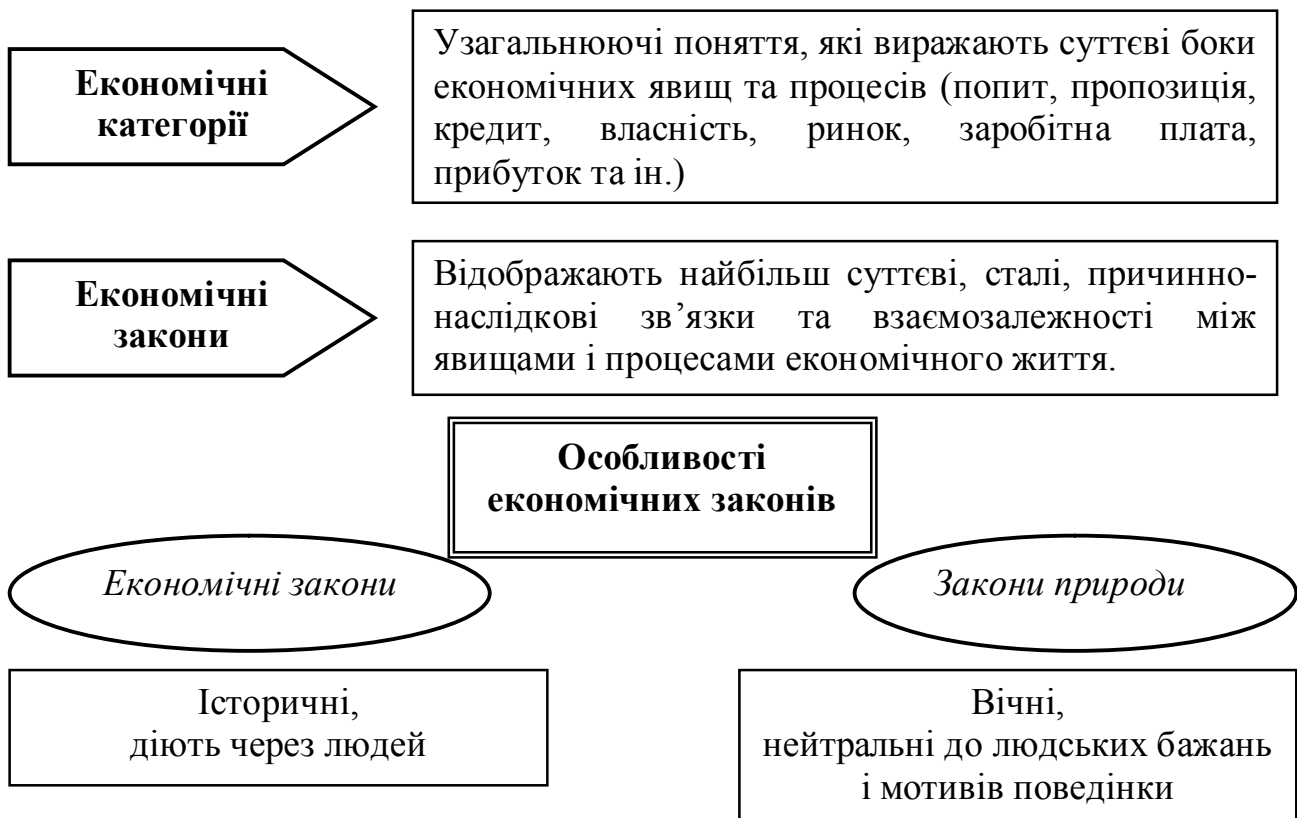 Економічні
категорії
Узагальнюючі поняття, які виражають суттєві боки
економічних явищ та процесів (попит, пропозиція,
кредит, власність, ринок, заробітна плата,
прибуток та ін.)
Економічні
закони
Відображають найбільш суттєві, сталі, причинно-
наслідкові зв’язки та взаємозалежності між
явищами і процесами економічного життя.
Особливості
економічних законів
Економічні закони
Закони природи
Історичні,
діють через людей
Вічні,
нейтральні до людських бажань
і мотивів поведінки